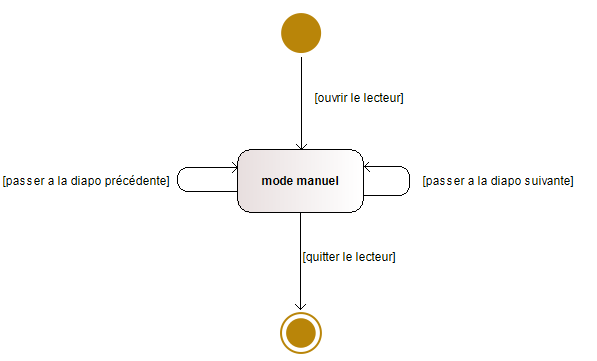 [ouvrir le lecteur]
[passer a la diapo précédente]
mode manuel
[passer a la diapo suivante]
[quitter le lecteur]